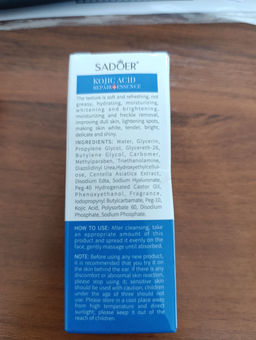 SADOER®
KOJIC ACID
REPAIR ESSENCE
The texture is soft and refreshing, not
greasy, hydrating, moisturizing,
whitening and brightening,
moisturizing and freckle removal,
improving dull skin, lightening spots,
making skin white, tender, bright,
delicate and shiny.
INGREDIENTS: Water, Glycerin,
Propylene Glycol, Glycereth-26,
Butylene Glycol, Carbomer,
Methylparaben, Triethanolamine,
Diazolidinyl Urea,Hydroxyethylcellul-
ose, Centella Asiatica Extract,
Disodium Edta, Sodium Hyaluronate,
Peg-40 Hydrogenated Castor Oil,
Phenoxyethanol, Fragrance,
Iodopropynyl Butylcarbamate, Peg-10,
Kojic Acid, Polysorbate 60, Disodium
Phosphate, Sodium Phosphate.
HOW TO USE: After cleansing, take
an appropriate amount of this
product and spread it evenly on the
face, gently massage until absorbed.
NOTE: Before using any new product,
it is recommended that you try it on
the skin behind the ear. If there is any
discomfort or abnormal skin reaction,
please stop using it; sensitive skin
should be used with caution; children
under the age of three should not
use. Please store in a cool place away
from high temperature and direct
sunlight; please keep it out of the
reach of children.